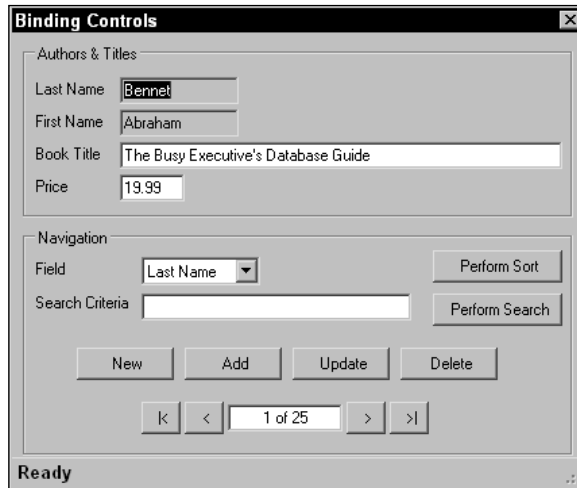 Binding Controls
Authors & Titles
Last Name Bennet
First Name Abraham
Book Title The Busy Executive's Database Guide
Price 19.99
Navigation
Field Last Name Perform Sort
Search Criteria Perform Search
New Add Update Delete
|< < 1 of 25 > >|
Ready